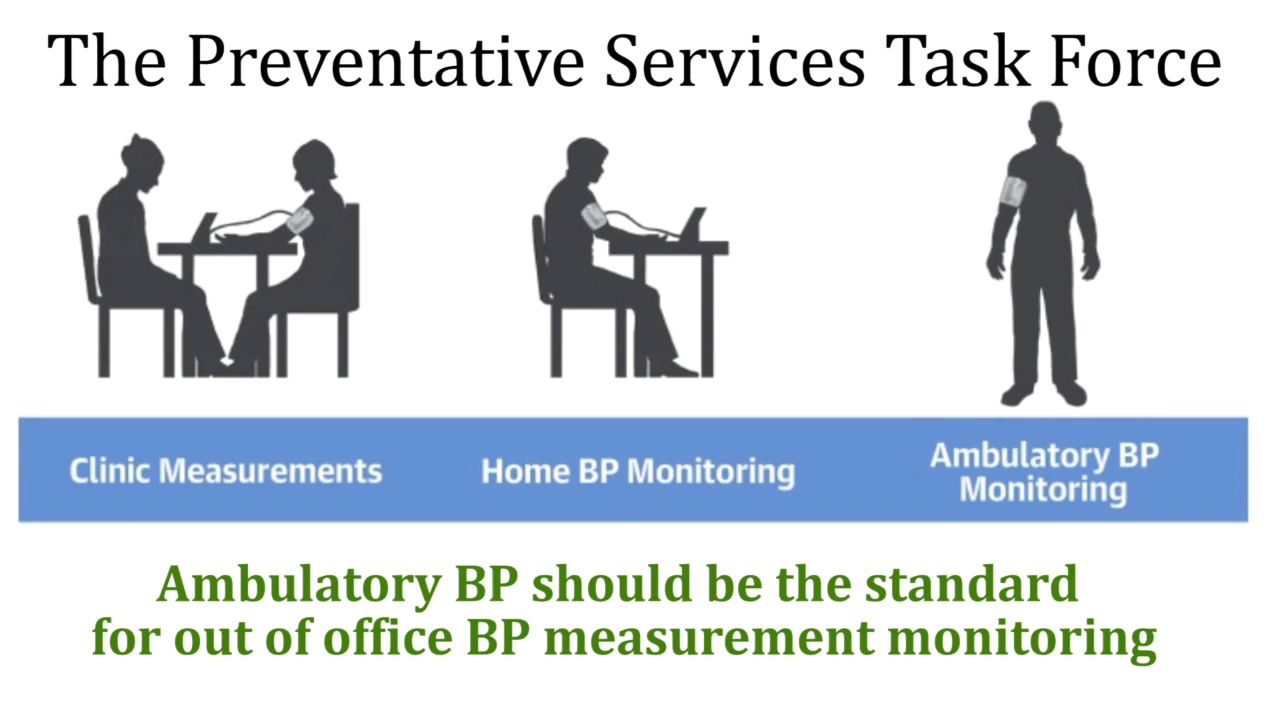 The Preventative Services Task Force
Clinic Measurements
Home BP Monitoring
Ambulatory BP
Monitoring
Ambulatory BP should be the standard
for out of office BP measurement monitoring